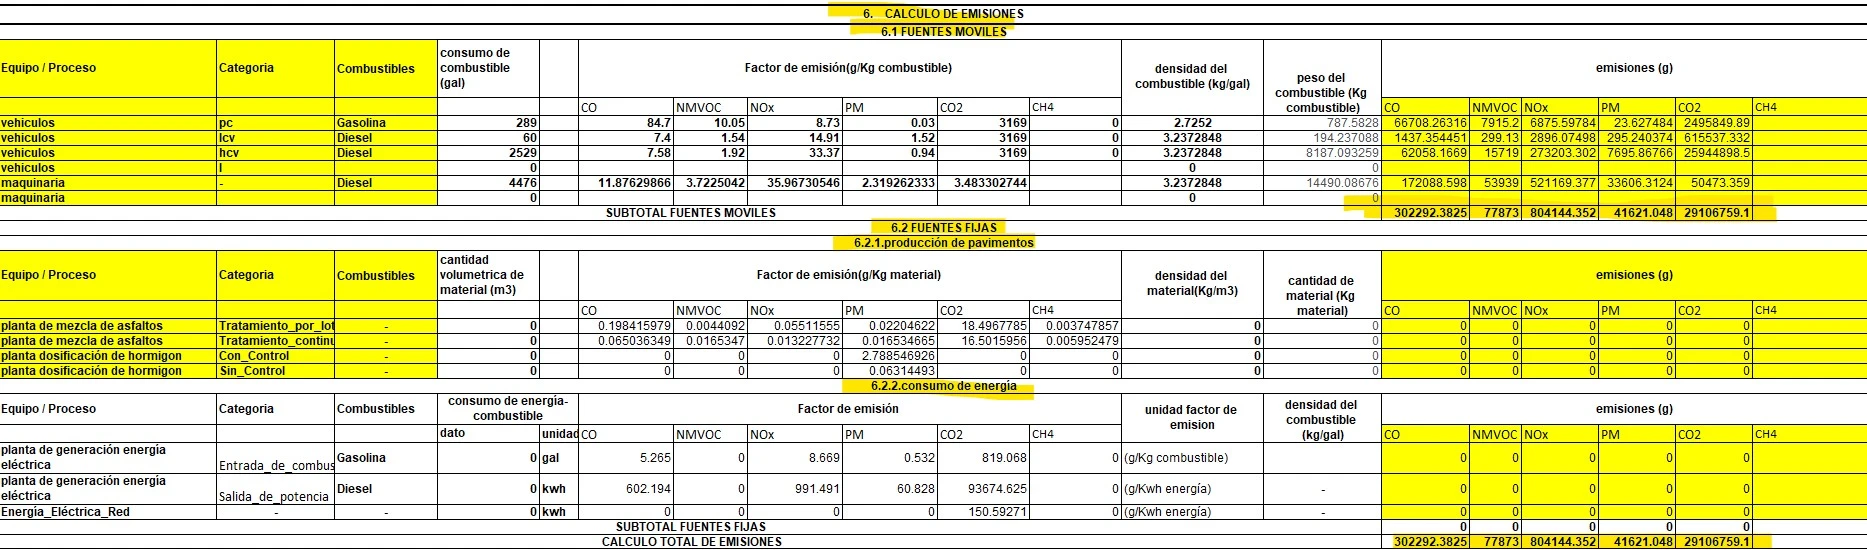 6. CALCULO DE EMISIONES
6.1 FUENTES MOVILES
Equipo / Proceso Categoria Combustibles consumo de combustible (gal) Factor de emisión(g/Kg combustible) densidad del combustible (kg/gal) peso del combustible (Kg combustible) emisiones (g)
CO NMVOC NOx PM CO2 CH4 CO NMVOC NOx PM CO2 CH4
vehiculos pc Gasolina 289 84.7 10.05 8.73 0.03 3169 0 2.7252 787.5828 66708.26316 7915.2 6875.59784 23.627484 2495849.89
vehiculos lcv Diesel 60 7.4 1.54 14.91 1.52 3169 0 3.2372848 194.237088 1437.354451 299.13 2896.07498 295.240374 615537.332
vehiculos hcv Diesel 2529 7.58 1.92 33.37 0.94 3169 0 3.2372848 8187.093259 62058.1669 15719 273203.302 7695.86766 25944898.5
vehiculos l 0 0 0
maquinaria - Diesel 4476 11.87629866 3.7225042 35.96730546 2.319262333 3.483302744 3.2372848 14490.08676 172088.598 53939 521169.377 33606.3124 50473.359
maquinaria 0 0 0
SUBTOTAL FUENTES MOVILES 302292.3825 77873 804144.352 41621.048 29106759.1
6.2 FUENTES FIJAS
6.2.1.producción de pavimentos
Equipo / Proceso Categoria Combustibles cantidad volumetrica de material (m3) Factor de emisión(g/Kg material) densidad del material(Kg/m3) cantidad de material (Kg material) emisiones (g)
CO NMVOC NOx PM CO2 CH4 CO NMVOC NOx PM CO2 CH4
planta de mezcla de asfaltos Tratamiento_por_lot - 0 0.198415979 0.0044092 0.05511555 0.02204622 18.4967785 0.003747857 0 0 0 0 0 0 0
planta de mezcla de asfaltos Tratamiento_continu - 0 0.065036349 0.0165347 0.013227732 0.016534665 16.5015956 0.005952479 0 0 0 0 0 0 0
planta dosificación de hormigon Con_Control - 0 0 0 0 2.788546926 0 0 0 0 0 0 0 0 0
planta dosificación de hormigon Sin_Control - 0 0 0 0 0.06314493 0 0 0 0 0 0 0 0 0
6.2.2.consumo de energía
Equipo / Proceso Categoria Combustibles consumo de energía-combustible Factor de emisión unidad factor de emision densidad del combustible (kg/gal) emisiones (g)
dato unidad CO NMVOC NOx PM CO2 CH4 CO NMVOC NOx PM CO2 CH4
planta de generación energía eléctrica Entrada_de_combus Gasolina 0 gal 5.265 0 8.669 0.532 819.068 0 (g/Kg combustible) 0 0 0 0 0
planta de generación energía eléctrica Salida_de_potencia Diesel 0 kwh 602.194 0 991.491 60.828 93674.625 0 (g/Kwh energía) - 0 0 0 0 0
Energía_Eléctrica_Red - - 0 kwh 0 0 0 0 150.59271 0 (g/Kwh energía) - 0 0 0 0 0
SUBTOTAL FUENTES FIJAS 0 0 0 0 0
CALCULO TOTAL DE EMISIONES 302292.3825 77873 804144.352 41621.048 29106759.1